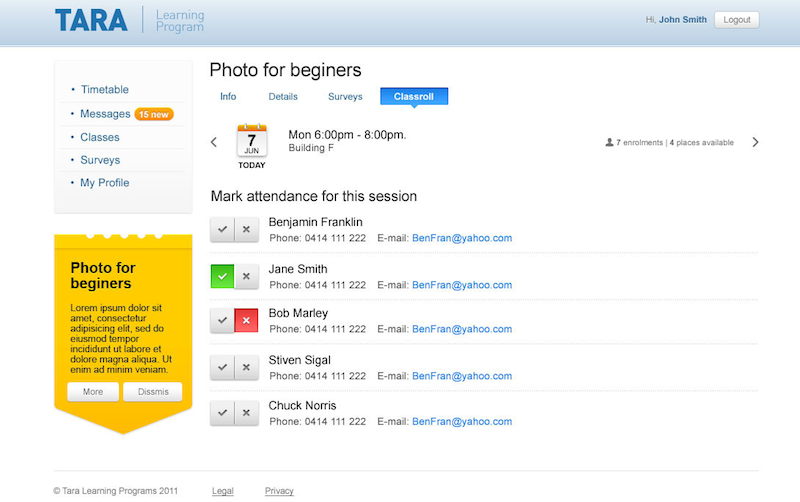 TARA
Learning
Program
Hi, John Smith
Logout
Timetable
Messages 15 new
Classes
Surveys
My Profile
Photo for
beginers
Lorem ipsum dolor sit
amet, consectetur
adipisicing elit, sed do
eiusmod tempor
incididunt ut labore et
dolore magna aliqua. Ut
enim ad minim veniam.
More
Dissmis
Photo for beginers
Info
Details
Surveys
Classroll
7
JUN
TODAY
Mon 6:00pm - 8:00pm.
Building F
7 enrolments | 4 places available
Mark attendance for this session
Benjamin Franklin
Phone: 0414 111 222 E-mail: BenFran@yahoo.com
Jane Smith
Phone: 0414 111 222 E-mail: BenFran@yahoo.com
Bob Marley
Phone: 0414 111 222 E-mail: BenFran@yahoo.com
Stiven Sigal
Phone: 0414 111 222 E-mail: BenFran@yahoo.com
Chuck Norris
Phone: 0414 111 222 E-mail: BenFran@yahoo.com
© Tara Learning Programs 2011
Legal
Privacy